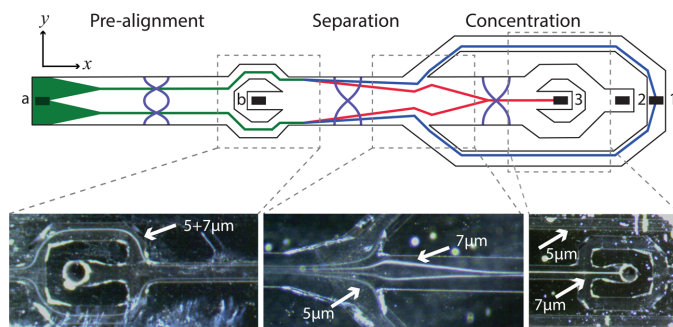 y
Pre-alignment
Separation
Concentration
x
a
b
3
2
1
5+7µm
7µm
5µm
5µm
7µm